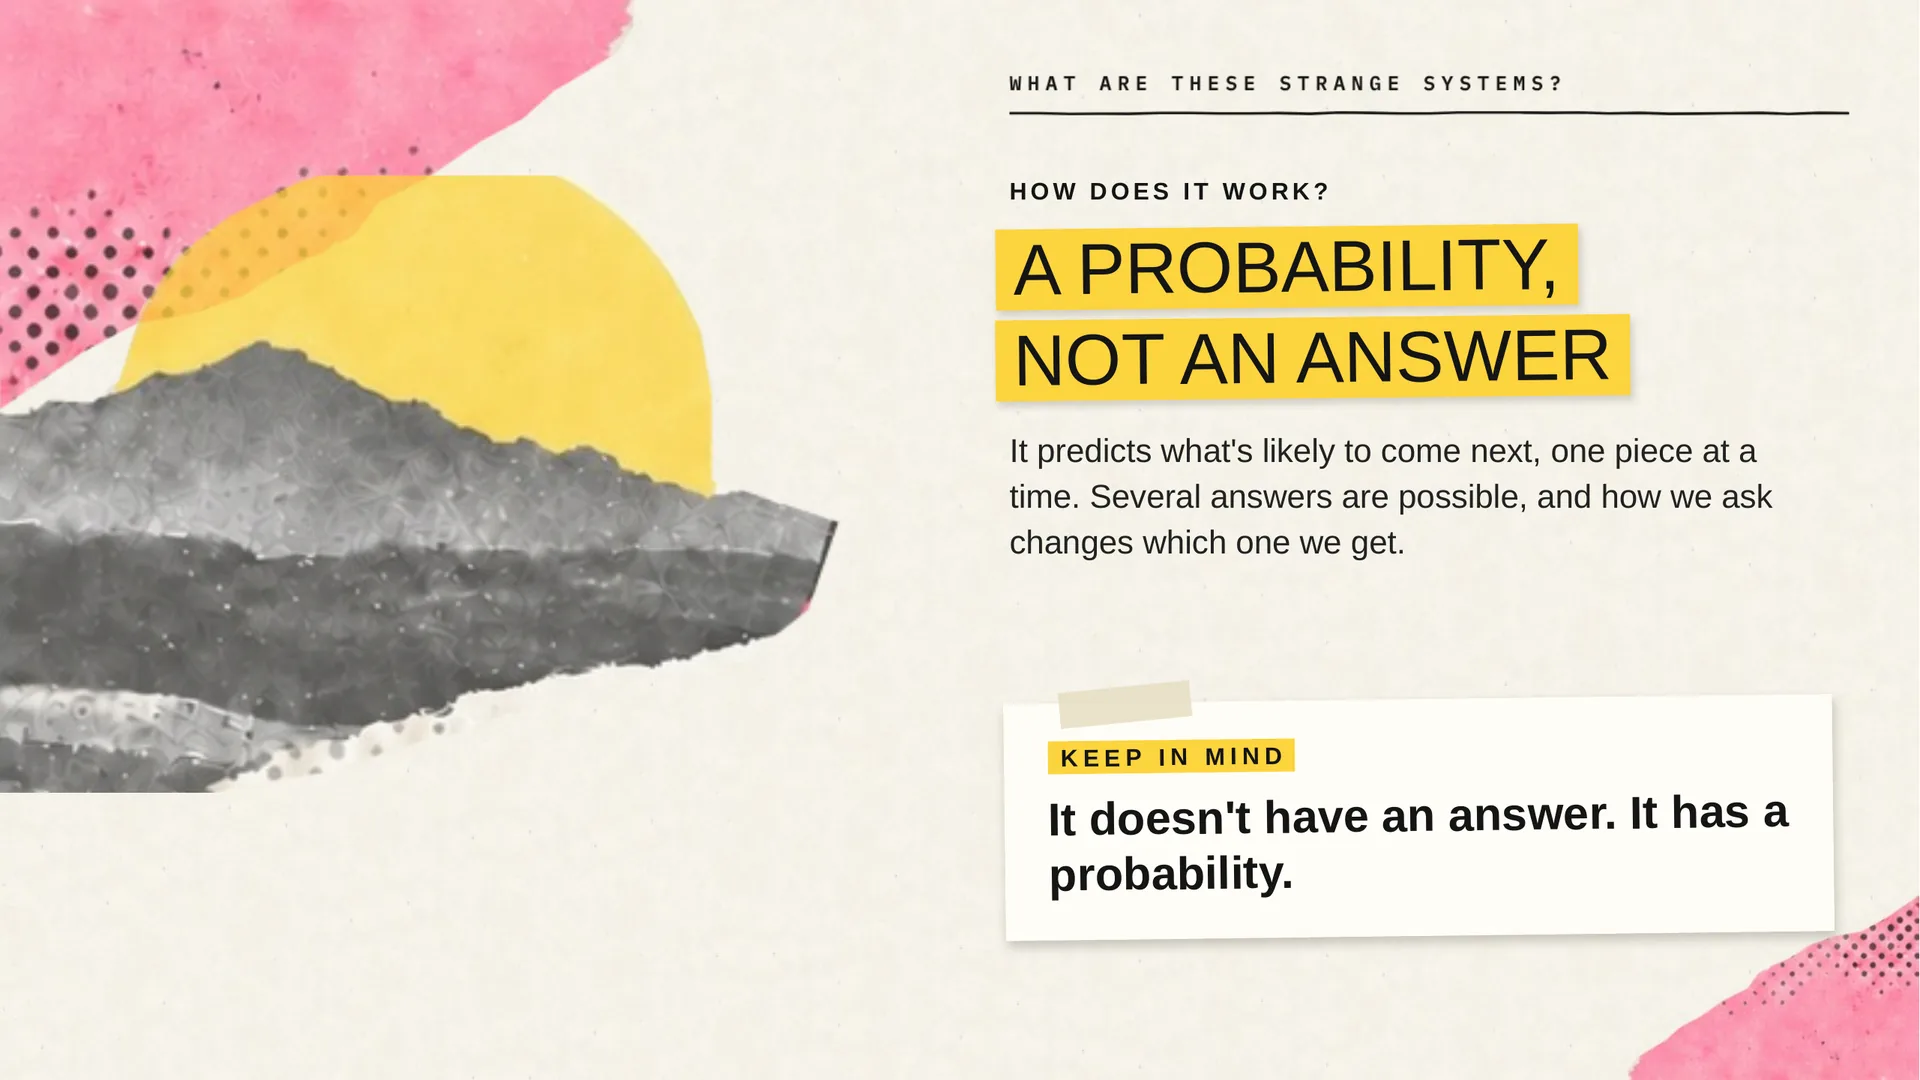 WHAT ARE THESE STRANGE SYSTEMS?
HOW DOES IT WORK?
A PROBABILITY,
NOT AN ANSWER
It predicts what's likely to come next, one piece at a
time. Several answers are possible, and how we ask
changes which one we get.
KEEP IN MIND
It doesn't have an answer. It has a
probability.